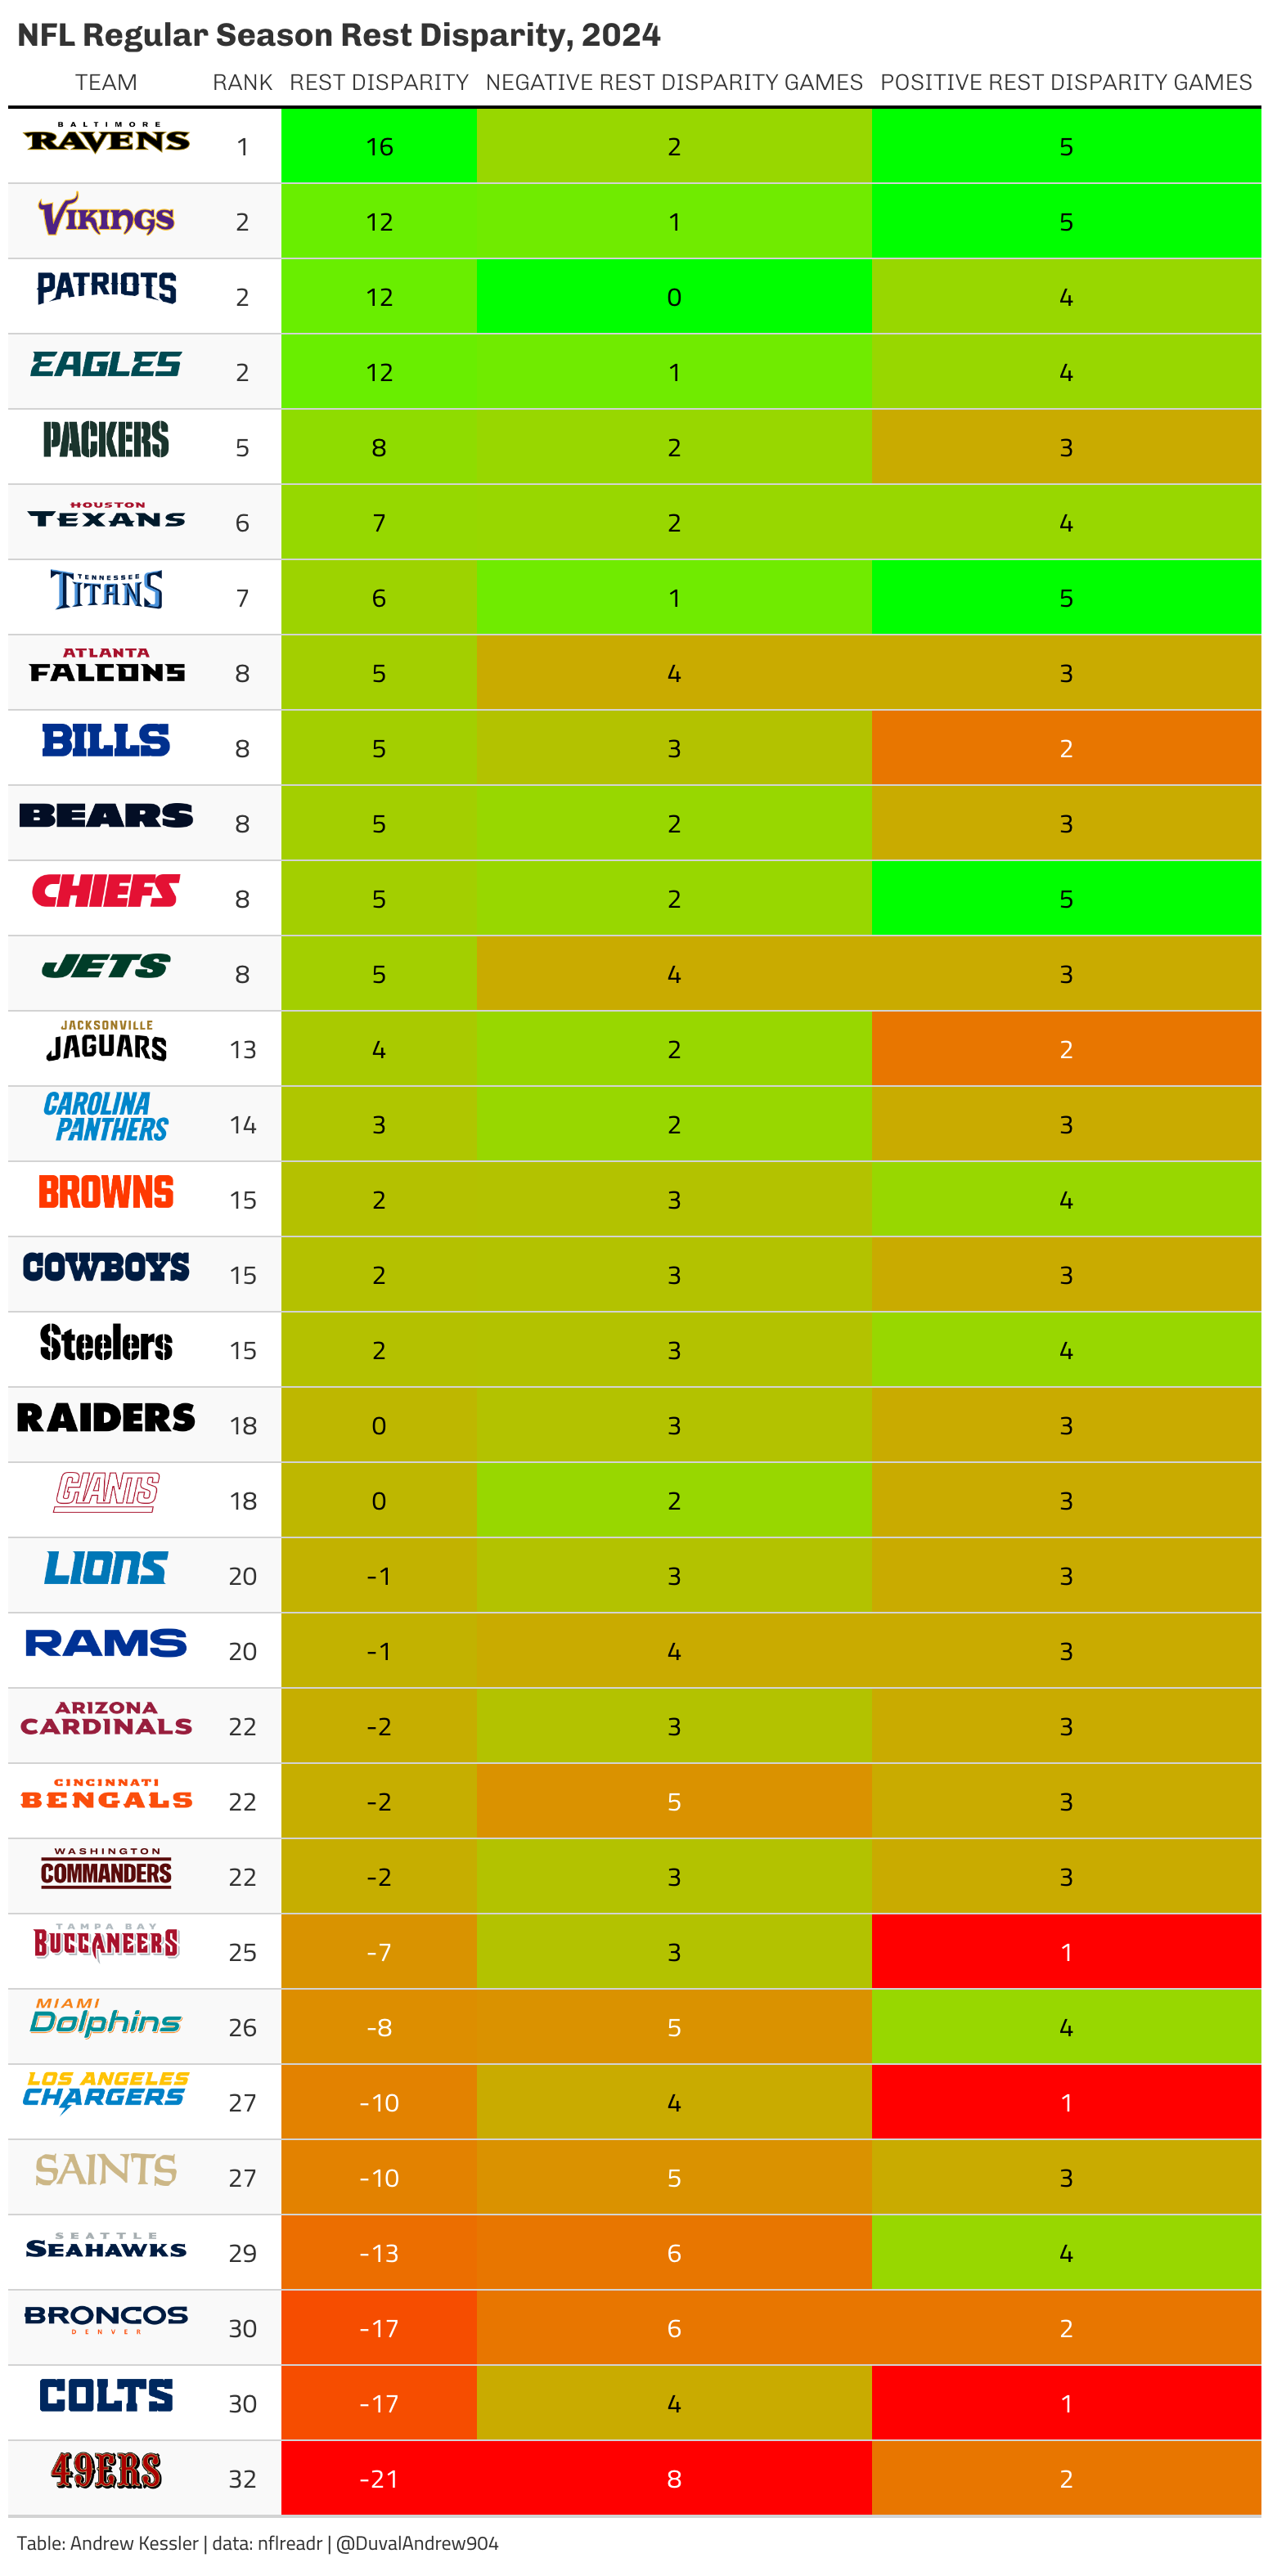 NFL Regular Season Rest Disparity, 2024
TEAM RANK REST DISPARITY NEGATIVE REST DISPARITY GAMES POSITIVE REST DISPARITY GAMES
BALTIMORE
RAVENS 1 16 2 5
VIKINGS 2 12 1 5
PATRIOTS 2 12 0 4
EAGLES 2 12 1 4
PACKERS 5 8 2 3
HOUSTON
TEXANS 6 7 2 4
TENNESSEE
TITANS 7 6 1 5
ATLANTA
FALCONS 8 5 4 3
BILLS 8 5 3 2
BEARS 8 5 2 3
CHIEFS 8 5 2 5
JETS 8 5 4 3
JACKSONVILLE
JAGUARS 13 4 2 2
CAROLINA
PANTHERS 14 3 2 3
BROWNS 15 2 3 4
COWBOYS 15 2 3 3
Steelers 15 2 3 4
RAIDERS 18 0 3 3
GIANTS 18 0 2 3
LIONS 20 -1 3 3
RAMS 20 -1 4 3
ARIZONA
CARDINALS 22 -2 3 3
CINCINNATI
BENGALS 22 -2 5 3
WASHINGTON
COMMANDERS 22 -2 3 3
TAMPA BAY
BUCCANEERS 25 -7 3 1
MIAMI
Dolphins 26 -8 5 4
LOS ANGELES
CHARGERS 27 -10 4 1
SAINTS 27 -10 5 3
SEATTLE
SEAHAWKS 29 -13 6 4
BRONCOS 30 -17 6 2
DENVER
COLTS 30 -17 4 1
49ERS 32 -21 8 2
Table: Andrew Kessler | data: nflreadr | @DuvalAndrew904